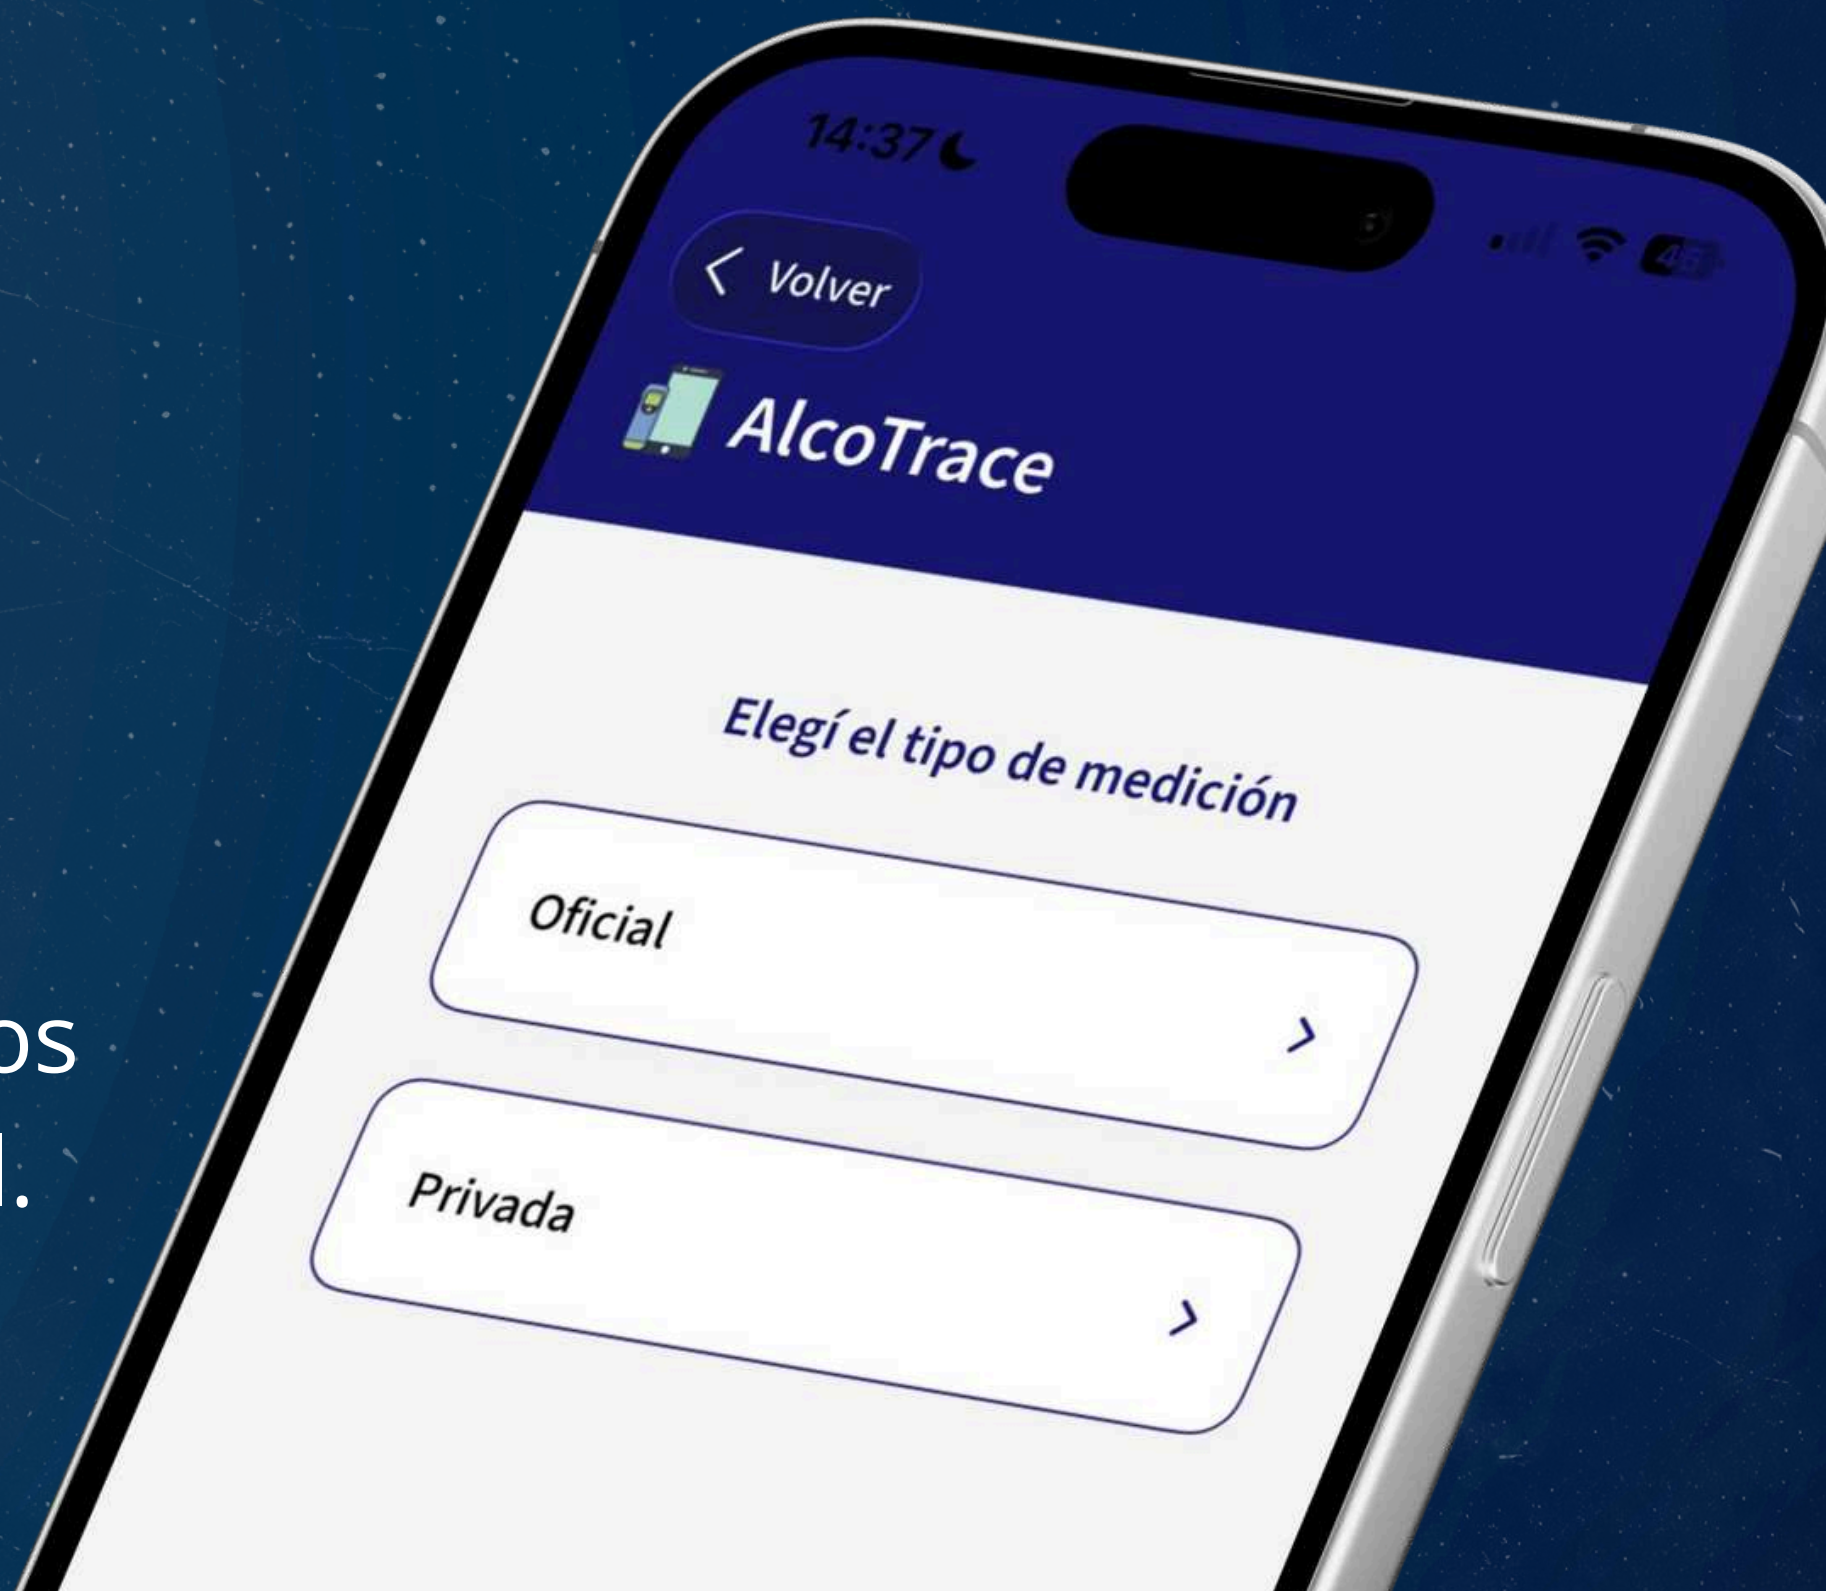 14:37
Volver
AlcoTrace
Elegí el tipo de medición
Oficial
os
Privada
l.